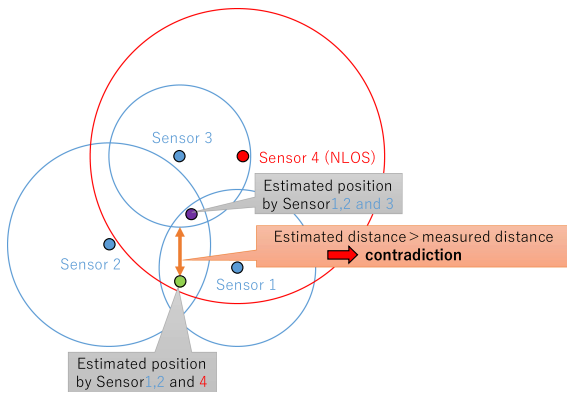 Sensor 3
Sensor 4 (NLOS)
Estimated position
by Sensor1,2 and 3
Estimated distance＞measured distance
contradiction
Sensor 2
Sensor 1
Estimated position
by Sensor1,2 and 4